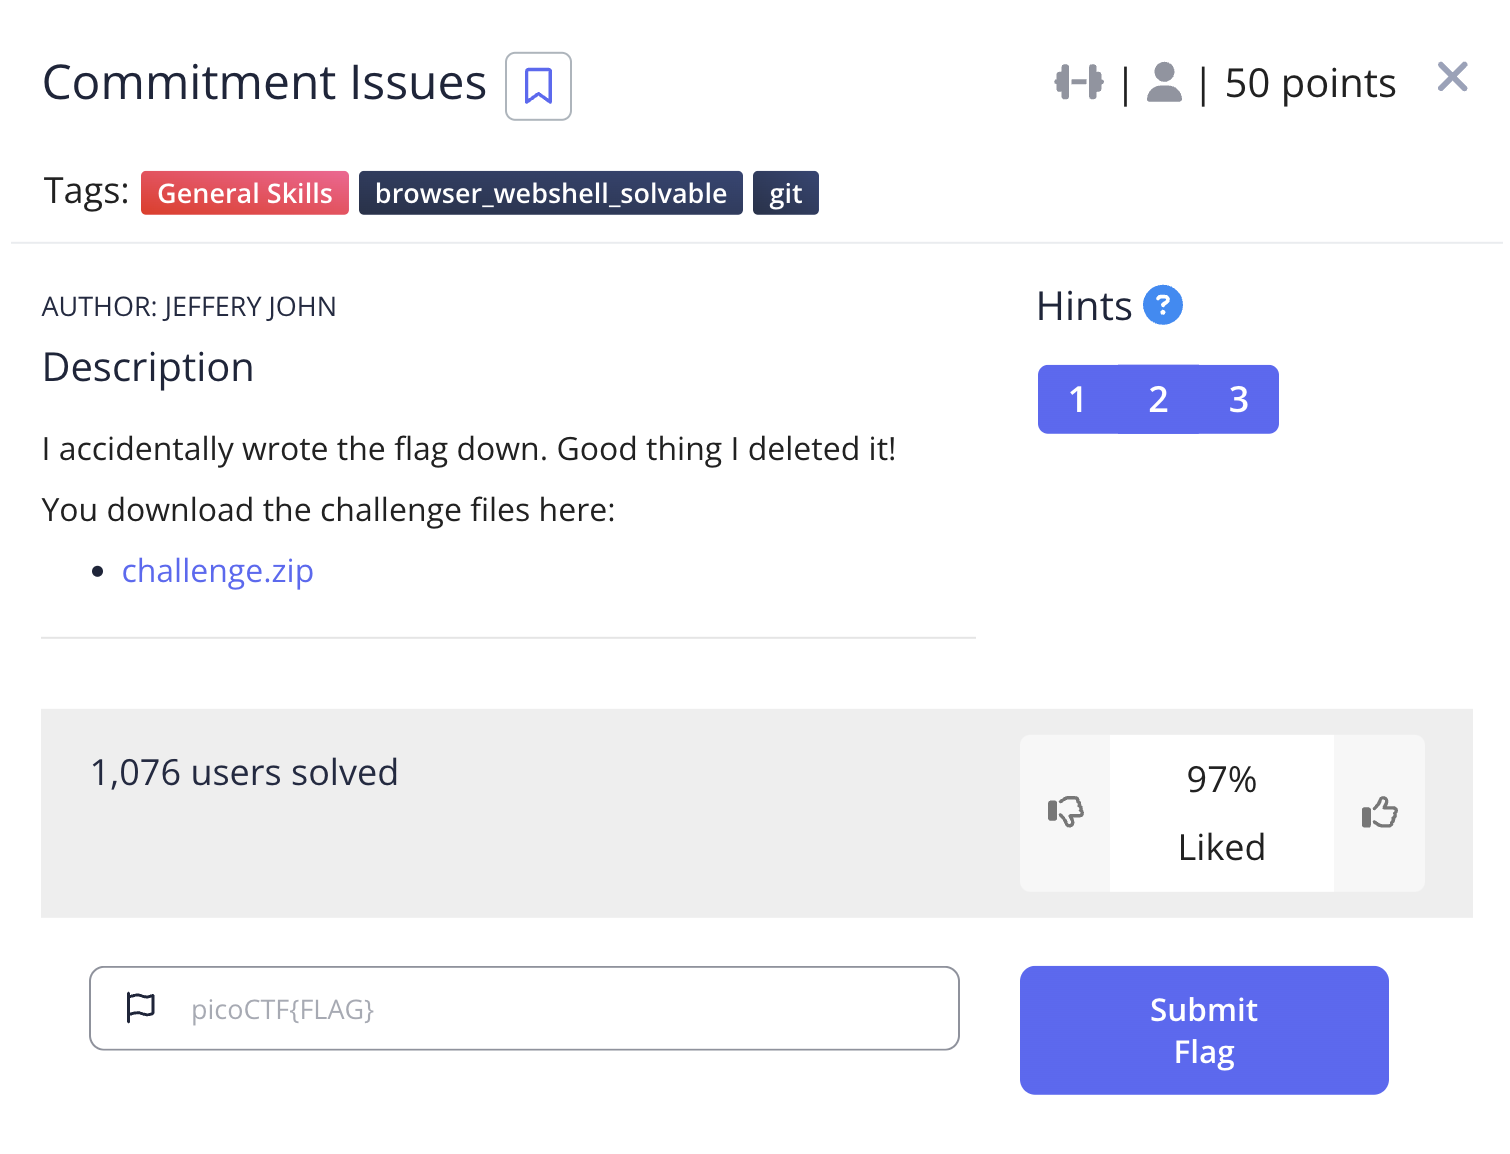 Commitment Issues
| | 50 points
Tags: General Skills browser_webshell_solvable git
AUTHOR: JEFFERY JOHN
Description
I accidentally wrote the flag down. Good thing I deleted it!
You download the challenge files here:
challenge.zip
Hints ?
1 2 3
1,076 users solved
97%
Liked
picoCTF{FLAG}
Submit
Flag